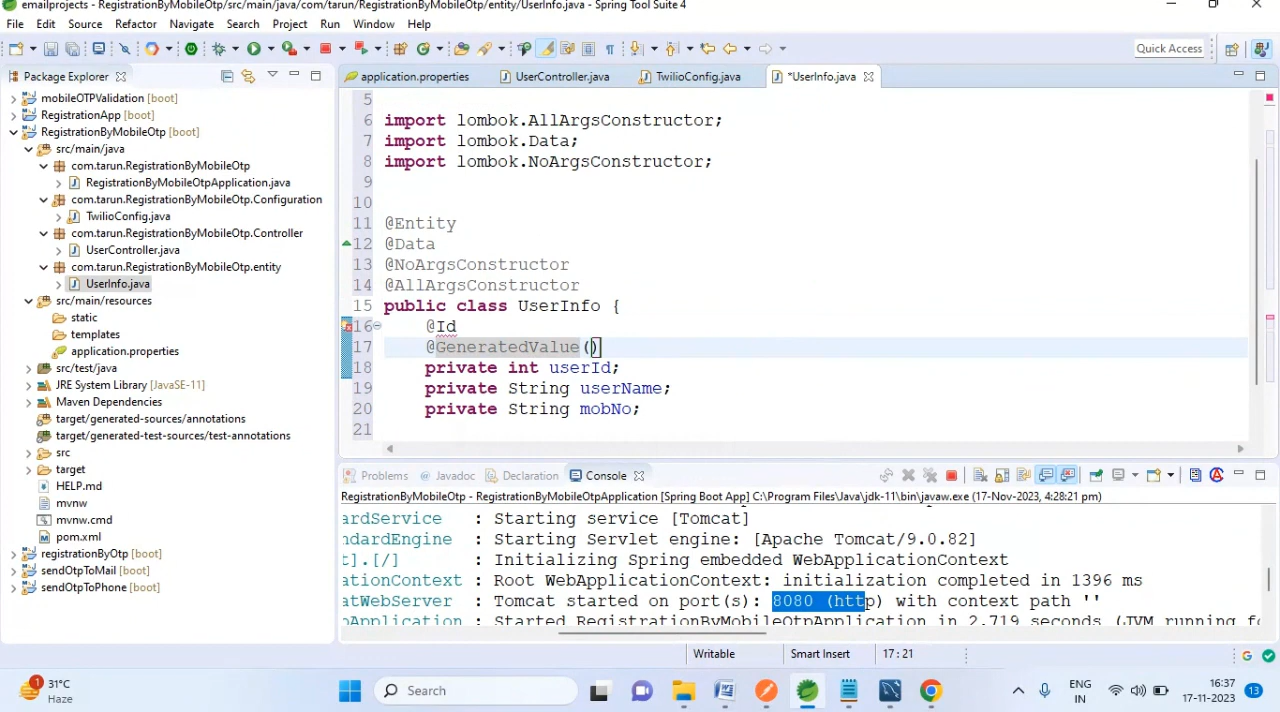 emailprojects - RegistrationByMobileOtp/src/main/java/com/tarun/RegistrationByMobileOtp/entity/UserInfo.java - Spring Tool Suite 4
File Edit Source Refactor Navigate Search Project Run Window Help
Quick Access
Package Explorer
application.properties UserController.java TwilioConfig.java *UserInfo.java
mobileOTPValidation [boot]
RegistrationApp [boot]
RegistrationByMobileOtp [boot]
src/main/java
com.tarun.RegistrationByMobileOtp
RegistrationByMobileOtpApplication.java
com.tarun.RegistrationByMobileOtp.Configuration
TwilioConfig.java
com.tarun.RegistrationByMobileOtp.Controller
UserController.java
com.tarun.RegistrationByMobileOtp.entity
UserInfo.java
src/main/resources
static
templates
application.properties
src/test/java
JRE System Library [JavaSE-11]
Maven Dependencies
target/generated-sources/annotations
target/generated-test-sources/test-annotations
src
target
HELP.md
mvnw
mvnw.cmd
pom.xml
registrationByOtp [boot]
sendOtpToMail [boot]
sendOtpToPhone [boot]
5
6 import lombok.AllArgsConstructor;
7 import lombok.Data;
8 import lombok.NoArgsConstructor;
9
10
11 @Entity
12 @Data
13 @NoArgsConstructor
14 @AllArgsConstructor
15 public class UserInfo {
16 @Id
17 @GeneratedValue()
18 private int userId;
19 private String userName;
20 private String mobNo;
21
Problems @ Javadoc Declaration Console
RegistrationByMobileOtp - RegistrationByMobileOtpApplication [Spring Boot App] C:\Program Files\Java\jdk-11\bin\javaw.exe (17-Nov-2023, 4:28:21 pm)
ardService : Starting service [Tomcat]
ndardEngine : Starting Servlet engine: [Apache Tomcat/9.0.82]
t].[/] : Initializing Spring embedded WebApplicationContext
ationContext : Root WebApplicationContext: initialization completed in 1396 ms
atWebServer : Tomcat started on port(s): 8080 (http) with context path ''
pApplication : Started RegistrationByMobileOtpApplication in 2.719 seconds (JVM running fo
Writable Smart Insert 17 : 21
31°C
Haze
1
Search
ENG
IN
16:37
17-11-2023
13